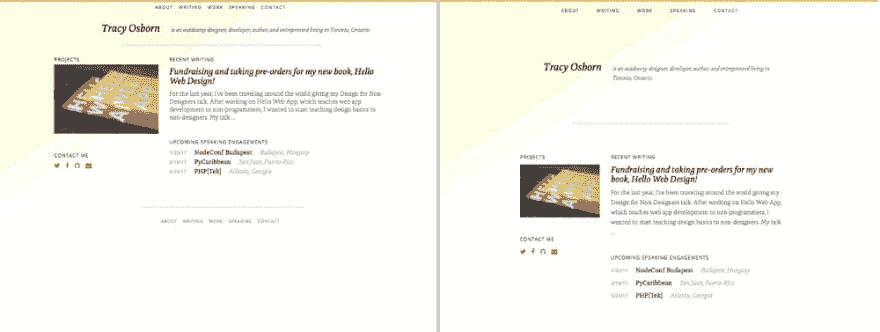 ABOUT WRITING WORK SPEAKING CONTACT
Tracy Osborn is an outdoorsy designer, developer, author, and entrepreneur living in Toronto, Ontario.
PROJECTS
RECENT WRITING
Fundraising and taking pre-orders for my new book, Hello
Web Design!
For the last year, I've been traveling around the world giving my Design for Non-
Designers talk. After working on Hello Web App, which teaches web app
development to non-programmers, I wanted to start teaching design basics to
non-designers. My talk ...
CONTACT ME
UPCOMING SPEAKING ENGAGEMENTS
NodeConf Budapest Budapest, Hungary
PyCaribbean San Juan, Puerto Rico
PHP[Tek] Atlanta, Georgia
ABOUT WRITING WORK SPEAKING CONTACT
ABOUT WRITING WORK SPEAKING CONTACT
Tracy Osborn is an outdoorsy designer, developer, author, and entrepreneur living in
Toronto, Ontario.
PROJECTS
RECENT WRITING
Fundraising and taking pre-orders for my new
book, Hello Web Design!
For the last year, I've been traveling around the world giving my
Design for Non-Designers talk. After working on Hello Web App,
which teaches web app development to non-programmers, I
wanted to start teaching design basics to non-designers. My talk
...
CONTACT ME
UPCOMING SPEAKING ENGAGEMENTS
NodeConf Budapest Budapest, Hungary
PyCaribbean San Juan, Puerto Rico
PHP[Tek] Atlanta, Georgia